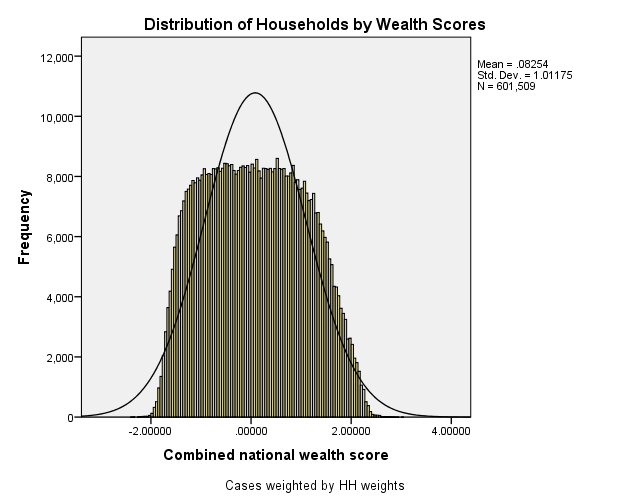 Distribution of Households by Wealth Scores
Mean = .08254
Std. Dev. = 1.01175
N = 601,509
12,000
10,000
8,000
6,000
4,000
2,000
0
Frequency
-2.00000 .00000 2.00000 4.00000
Combined national wealth score
Cases weighted by HH weights